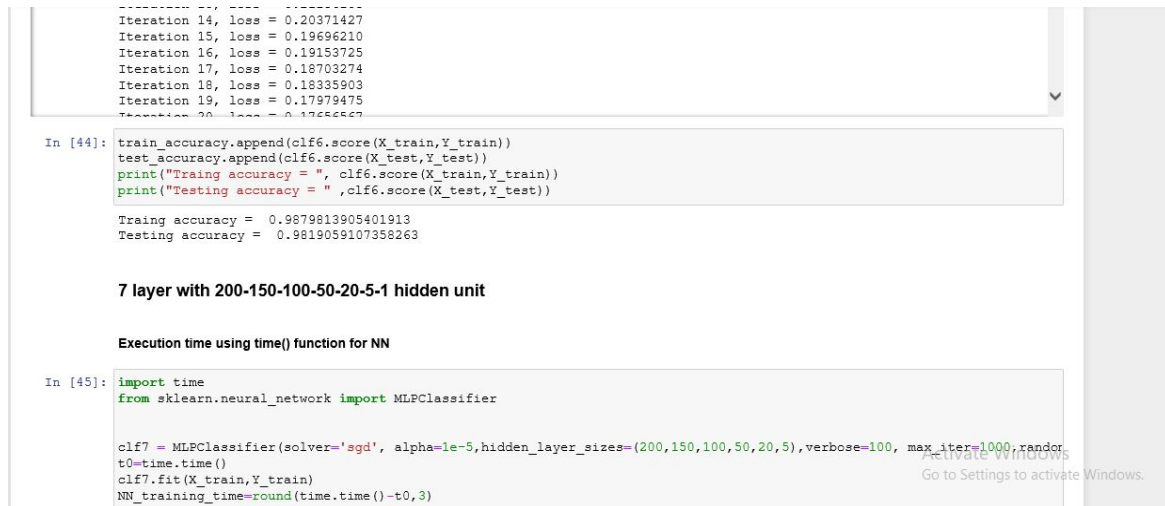 Iteration 14, loss = 0.20371427
Iteration 15, loss = 0.19696210
Iteration 16, loss = 0.19153725
Iteration 17, loss = 0.18703274
Iteration 18, loss = 0.18335903
Iteration 19, loss = 0.17979475
Iteration 20, loss = 0.17656567
In [44]: train_accuracy.append(clf6.score(X_train,Y_train))
test_accuracy.append(clf6.score(X_test,Y_test))
print("Traing accuracy = ", clf6.score(X_train,Y_train))
print("Testing accuracy = " ,clf6.score(X_test,Y_test))
Traing accuracy =  0.9879813905401913
Testing accuracy =  0.9819059107358263
7 layer with 200-150-100-50-20-5-1 hidden unit
Execution time using time() function for NN
In [45]: import time
from sklearn.neural_network import MLPClassifier
clf7 = MLPClassifier(solver='sgd', alpha=1e-5,hidden_layer_sizes=(200,150,100,50,20,5),verbose=100, max_iter=1000,random
t0=time.time()
clf7.fit(X_train,Y_train)
NN_training_time=round(time.time()-t0,3)
Activate Windows
Go to Settings to activate Windows.